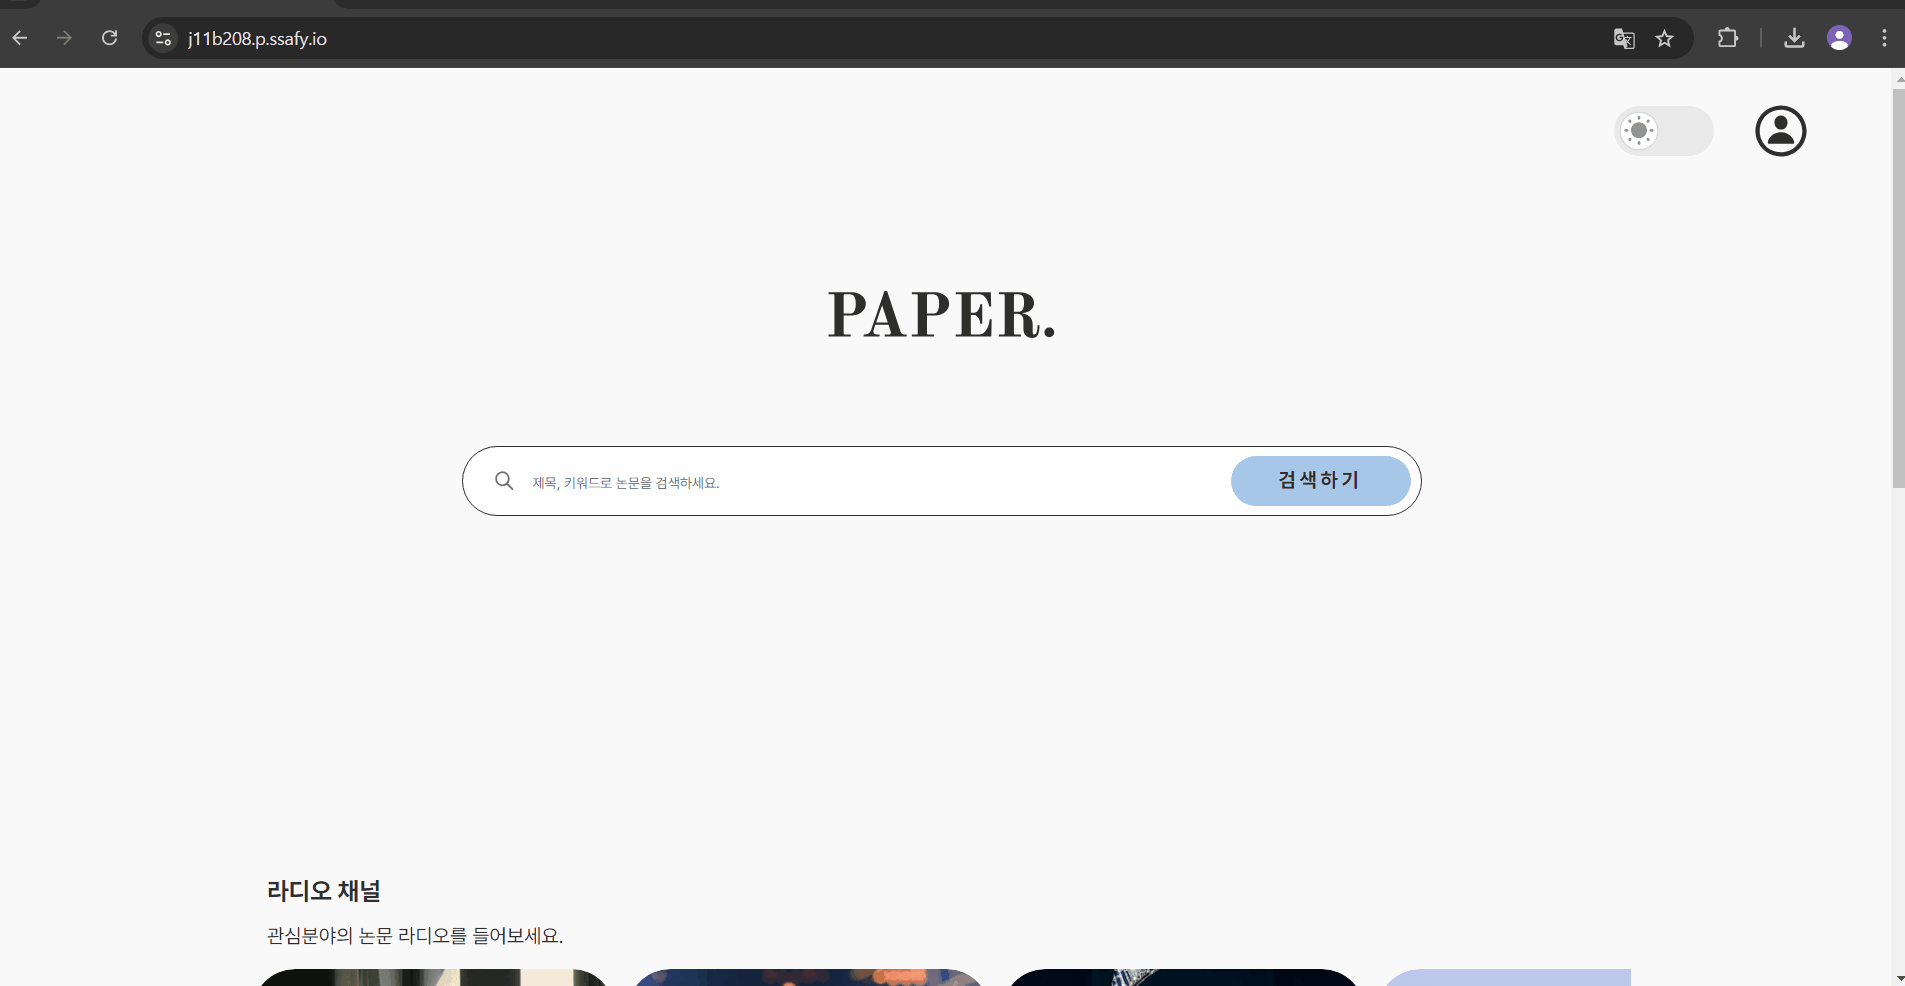 j11b208.p.ssafy.io
PAPER.
제목, 키워드로 논문을 검색하세요.
검색하기
라디오 채널
관심분야의 논문 라디오를 들어보세요.